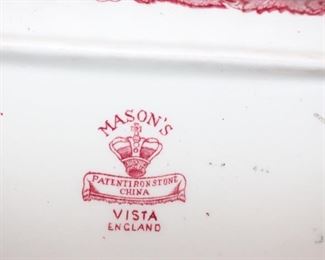 MASON'S
PATENT IRONSTONE
CHINA
VISTA
ENGLAND